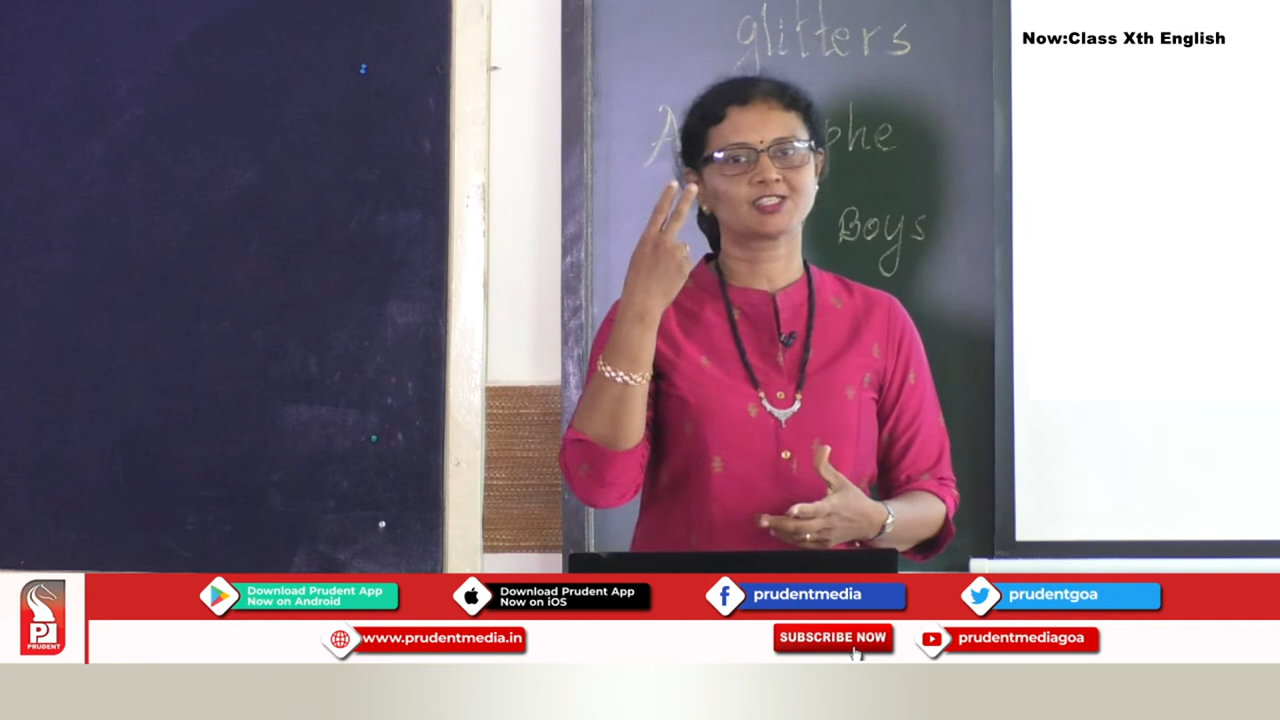 glitters
Now:Class Xth English
phe
Boys
Download Prudent App
Now on Android
Download Prudent App
Now on iOS
prudentmedia
prudentgoa
PRUDENT
www.prudentmedia.in
SUBSCRIBE NOW
prudentmediagoa